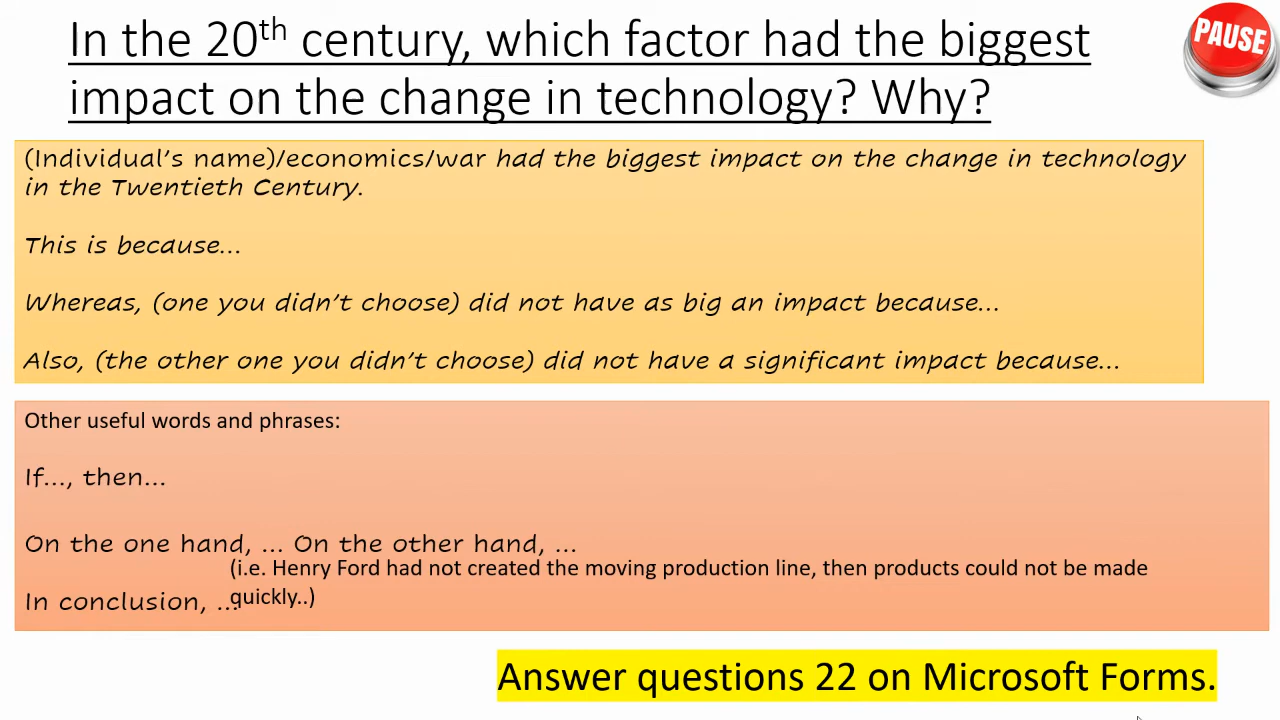 In the 20th century, which factor had the biggest
impact on the change in technology? Why?
PAUSE
(Individual's name)/economics/war had the biggest impact on the change in technology
in the Twentieth Century.
This is because...
Whereas, (one you didn't choose) did not have as big an impact because...
Also, (the other one you didn't choose) did not have a significant impact because...
Other useful words and phrases:
If..., then...
On the one hand, ... On the other hand, ...
(i.e. Henry Ford had not created the moving production line, then products could not be made
quickly..)
In conclusion, ...
Answer questions 22 on Microsoft Forms.